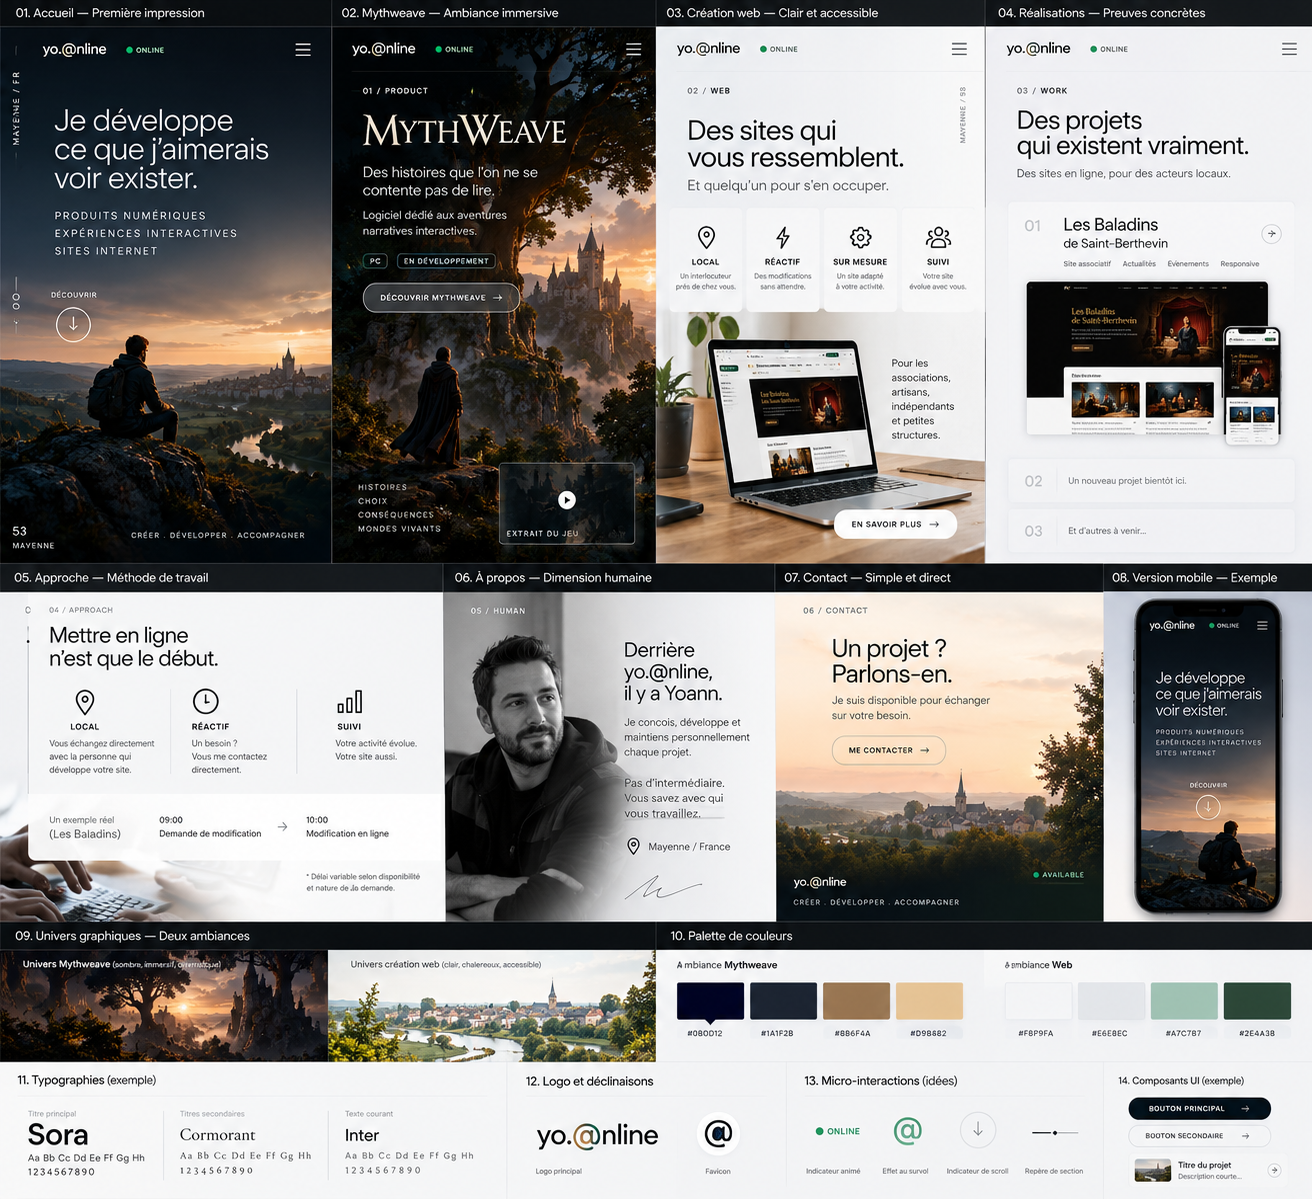 01. Accueil — Première impression
yo.@nline
ONLINE
MAYENNE / FR
Je développe
ce que j'aimerais
voir exister.
PRODUITS NUMÉRIQUES
EXPÉRIENCES INTERACTIVES
SITES INTERNET
DÉCOUVRIR
00
53
MAYENNE
CRÉER . DÉVELOPPER . ACCOMPAGNER
02. Mythweave — Ambiance immersive
yo.@nline
ONLINE
01 / PRODUCT
MYTHWEAVE
Des histoires que l'on ne se
contente pas de lire.
Logiciel dédié aux aventures
narratives interactives.
PC
EN DÉVELOPPEMENT
DÉCOUVRIR MYTHWEAVE
HISTOIRES
CHOIX
CONSÉQUENCES
MONDES VIVANTS
EXTRAIT DU JEU
03. Création web — Clair et accessible
yo.@nline
ONLINE
02 / WEB
MAYENNE / 53
Des sites qui
vous ressemblent.
Et quelqu'un pour s'en occuper.
LOCAL
Un interlocuteur
près de chez vous.
RÉACTIF
Des modifications
sans attendre.
SUR MESURE
Un site adapté
à votre activité.
SUIVI
Votre site
évolue avec vous.
Pour les
associations,
artisans,
indépendants
et petites
structures.
EN SAVOIR PLUS
04. Réalisations — Preuves concrètes
yo.@nline
ONLINE
03 / WORK
Des projets
qui existent vraiment.
Des sites en ligne, pour des acteurs locaux.
01
Les Baladins
de Saint-Berthevin
Site associatif
Actualités
Évènements
Responsive
Les Baladins
de Saint-Berthevin
02
Un nouveau projet bientôt ici.
03
Et d'autres à venir...
05. Approche — Méthode de travail
04 / APPROACH
Mettre en ligne
n'est que le début.
LOCAL
Vous échangez directement
avec la personne qui
développe votre site.
RÉACTIF
Un besoin ?
Vous me contactez
directement.
SUIVI
Votre activité évolue.
Votre site aussi.
Un exemple réel
(Les Baladins)
09:00
Demande de modification
10:00
Modification en ligne
* Délai variable selon disponibilité
et nature de la demande.
06. À propos — Dimension humaine
05 / HUMAN
Derrière
yo.@nline,
il y a Yoann.
Je concois, développe et
maintiens personnellement
chaque projet.
Pas d'intermédiaire.
Vous savez avec qui
vous travaillez.
Mayenne / France
07. Contact — Simple et direct
06 / CONTACT
Un projet ?
Parlons-en.
Je suis disponible pour échanger
sur votre besoin.
ME CONTACTER
yo.@nline
AVAILABLE
CRÉER . DÉVELOPPER . ACCOMPAGNER
08. Version mobile — Exemple
yo.@nline
ONLINE
Je développe
ce que j'aimerais
voir exister.
PRODUITS NUMÉRIQUES
EXPÉRIENCES INTERACTIVES
SITES INTERNET
DÉCOUVRIR
09. Univers graphiques — Deux ambiances
Univers Mythweave (sombre, immersif,
Univers création web (clair, chaleureux, accessible)
10. Palette de couleurs
Ambiance Mythweave
#0B0D12
#1A1F2B
#8B6F4A
#D9B882
ambiance Web
#F8F9FA
#E6E8EC
#A7C7B7
#2E4A3B
11. Typographies (exemple)
Titre principal
Sora
Aa Bb Cc Dd Ee Ff Gg Hh
1234567890
Titres secondaires
Cormorant
Aa Bb Cc Dd Ee Ff Gg Hh
1234567890
Texte courant
Inter
Aa Bb Cc Dd Ee Ff Gg Hh
1234567890
12. Logo et déclinaisons
yo.@nline
Logo principal
@
Favicon
13. Micro-interactions (idées)
ONLINE
Indicateur animé
@
Effet au survol
Indicateur de scroll
Repère de section
14. Composants UI (exemple)
BOUTON PRINCIPAL
BOUTON SECONDAIRE
Titre du projet
Description courte...